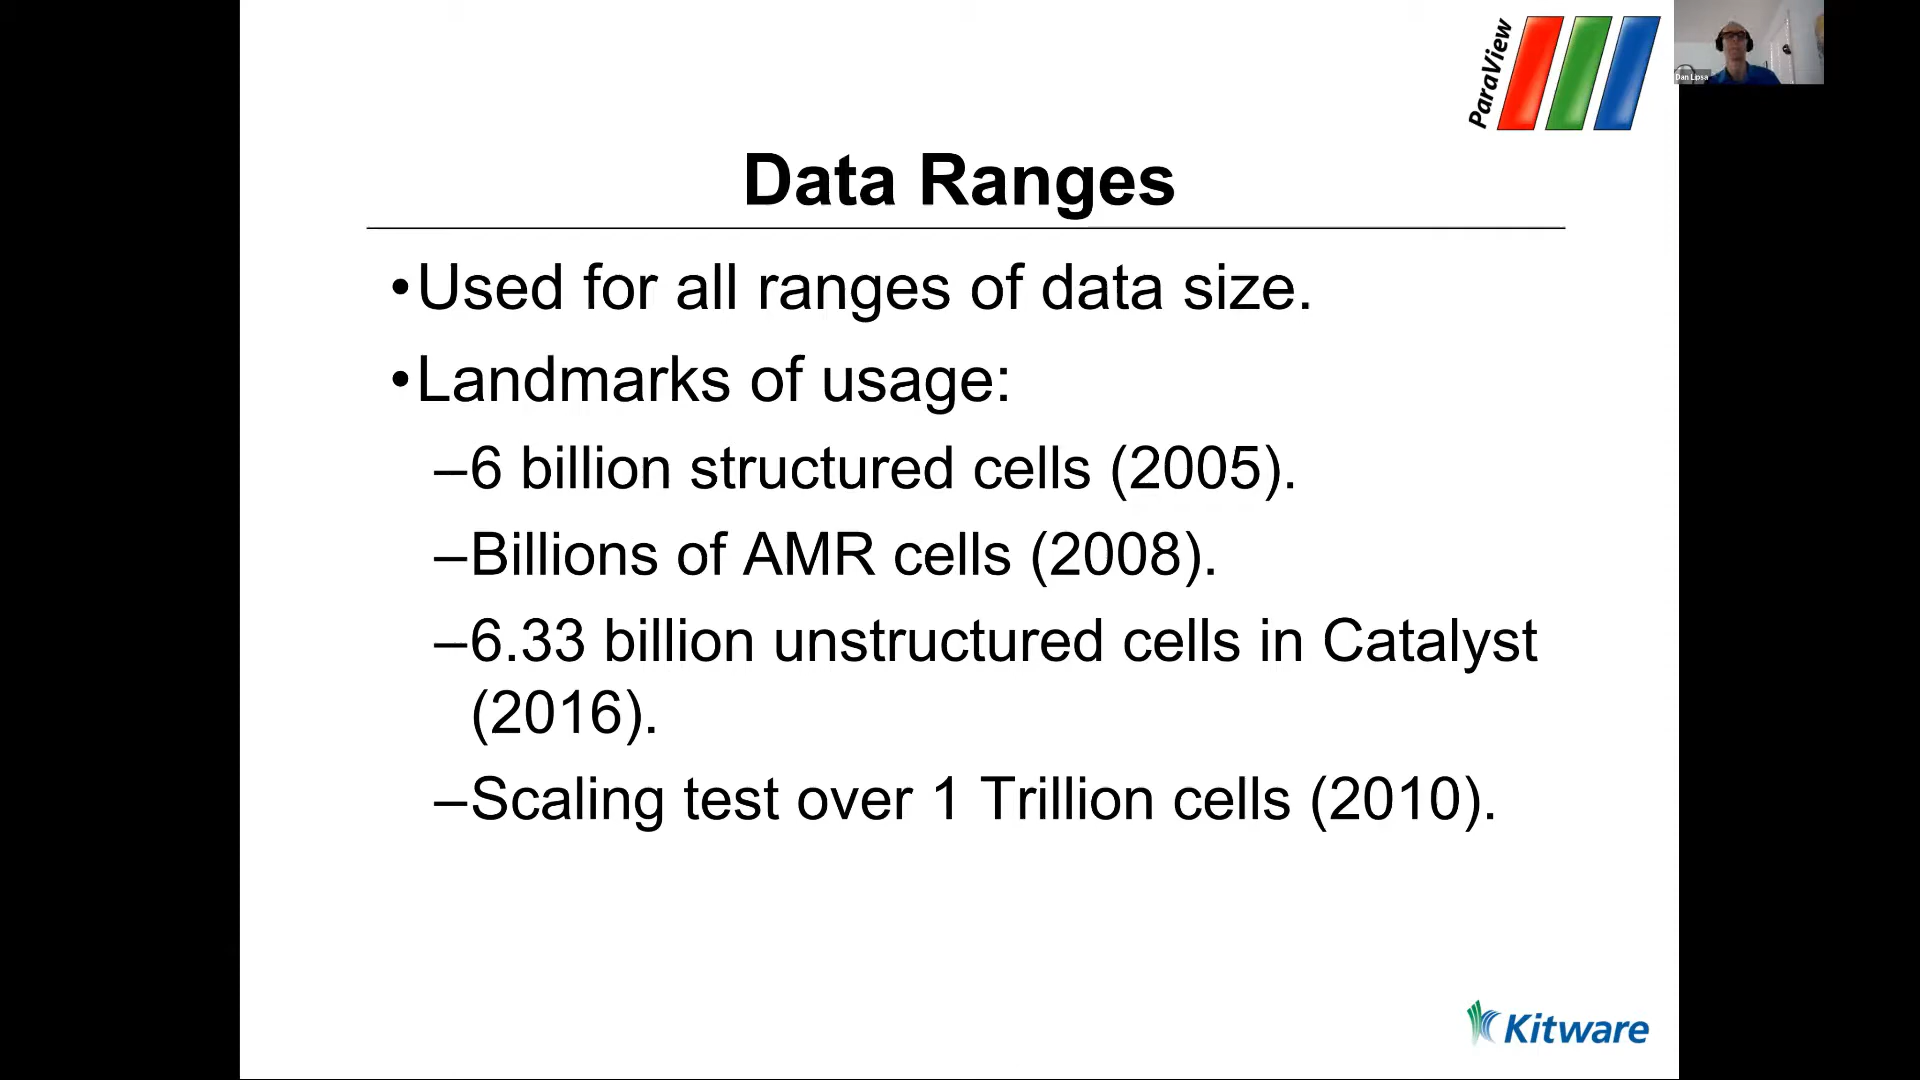 ParaView
Dan Lipsa
Data Ranges
•Used for all ranges of data size.
•Landmarks of usage:
–6 billion structured cells (2005).
–Billions of AMR cells (2008).
–6.33 billion unstructured cells in Catalyst
(2016).
–Scaling test over 1 Trillion cells (2010).
Kitware